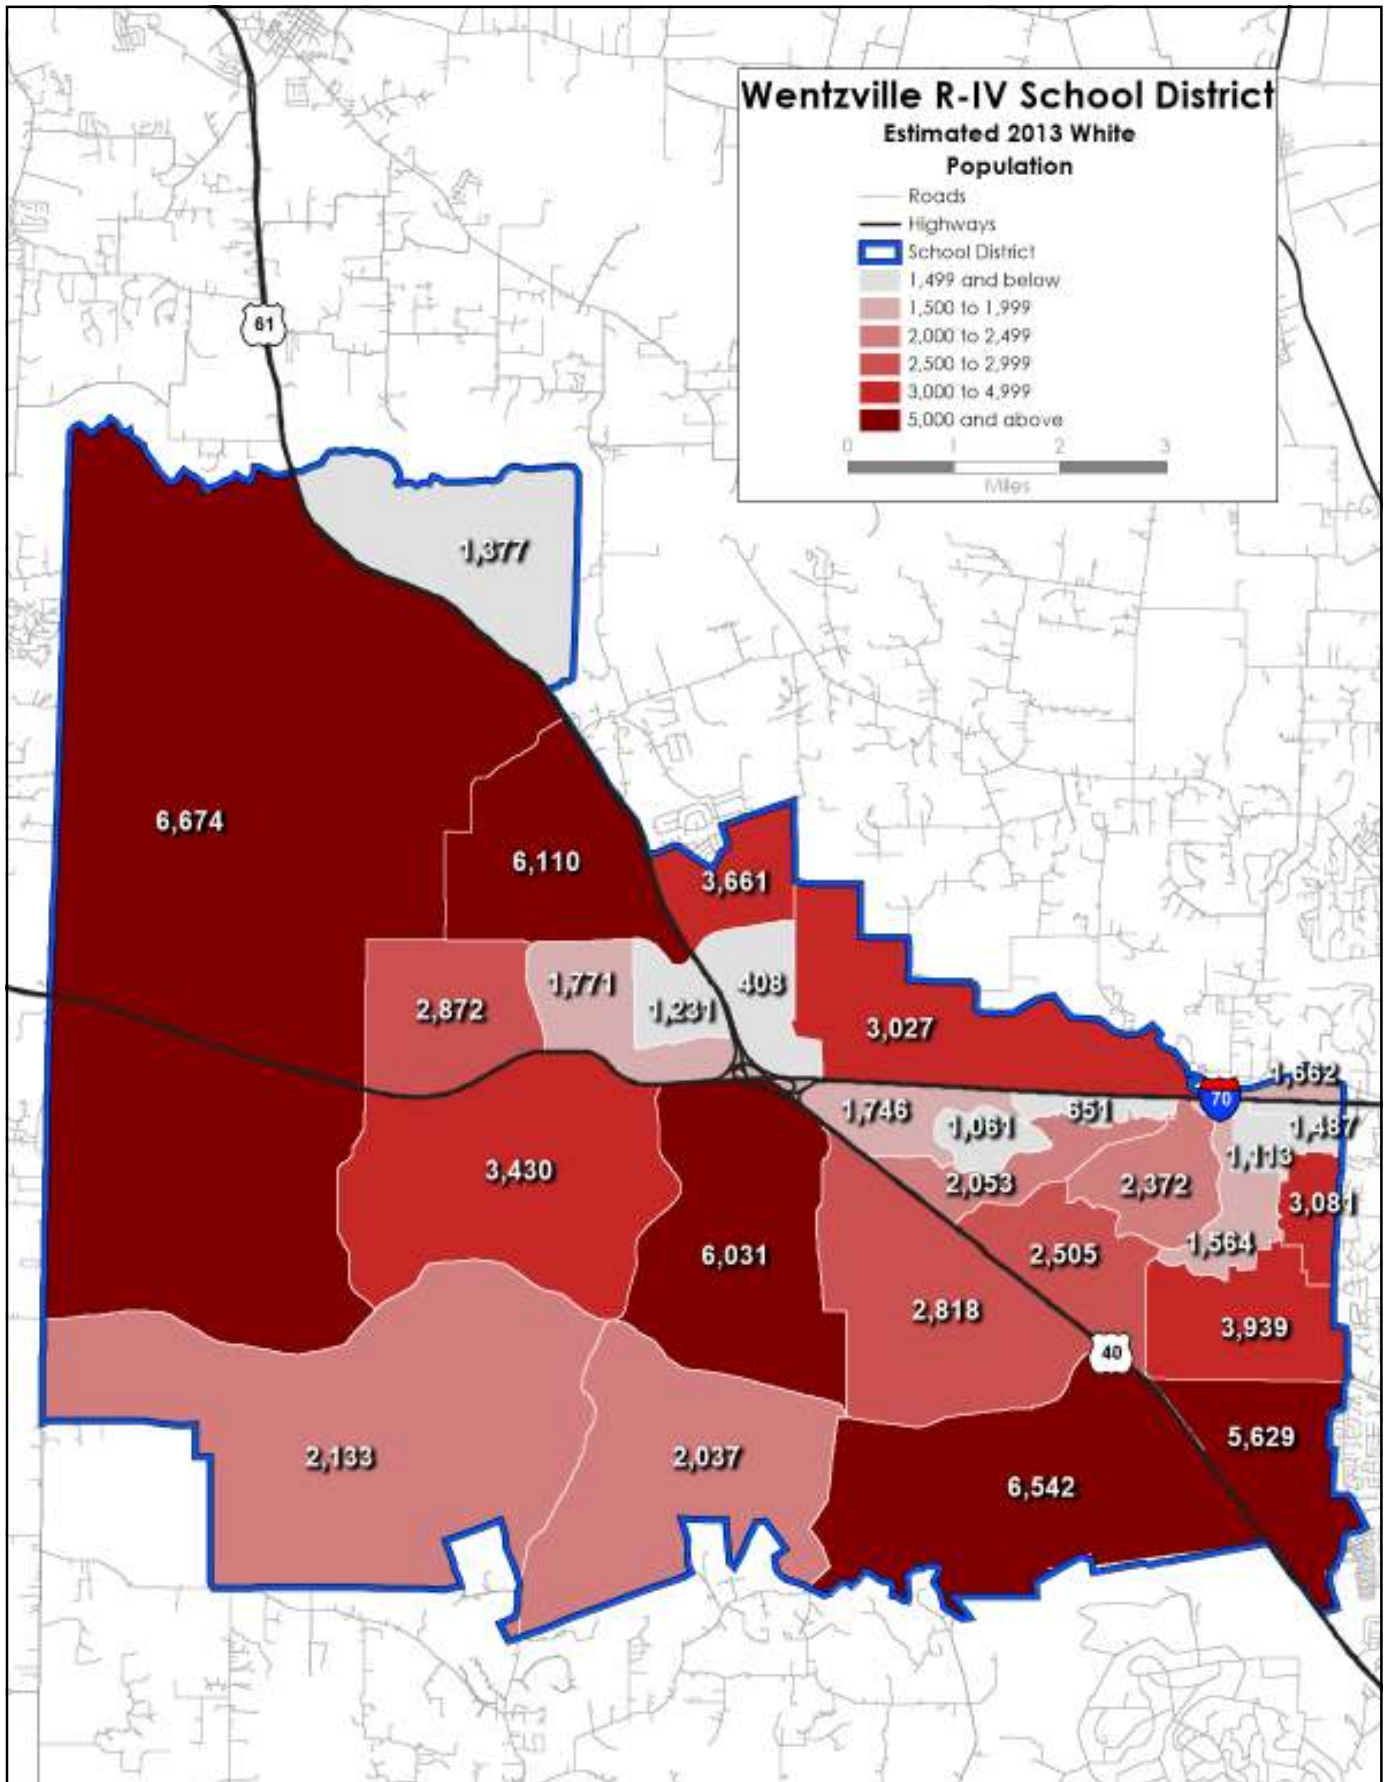 Wentzville R-IV School District
Estimated 2013 White
Population
Roads
Highways
School District
1,499 and below
1,500 to 1,999
2,000 to 2,499
2,500 to 2,999
3,000 to 4,999
5,000 and above
0 1 2 3
Miles
61
1,377
6,674
6,110
3,661
1,771
408
2,872
1,231
3,027
1,662
70
1,746
1,061
651
1,487
1,113
3,430
2,053
2,372
3,081
6,031
2,505
1,564
2,818
3,939
40
2,133
2,037
5,629
6,542